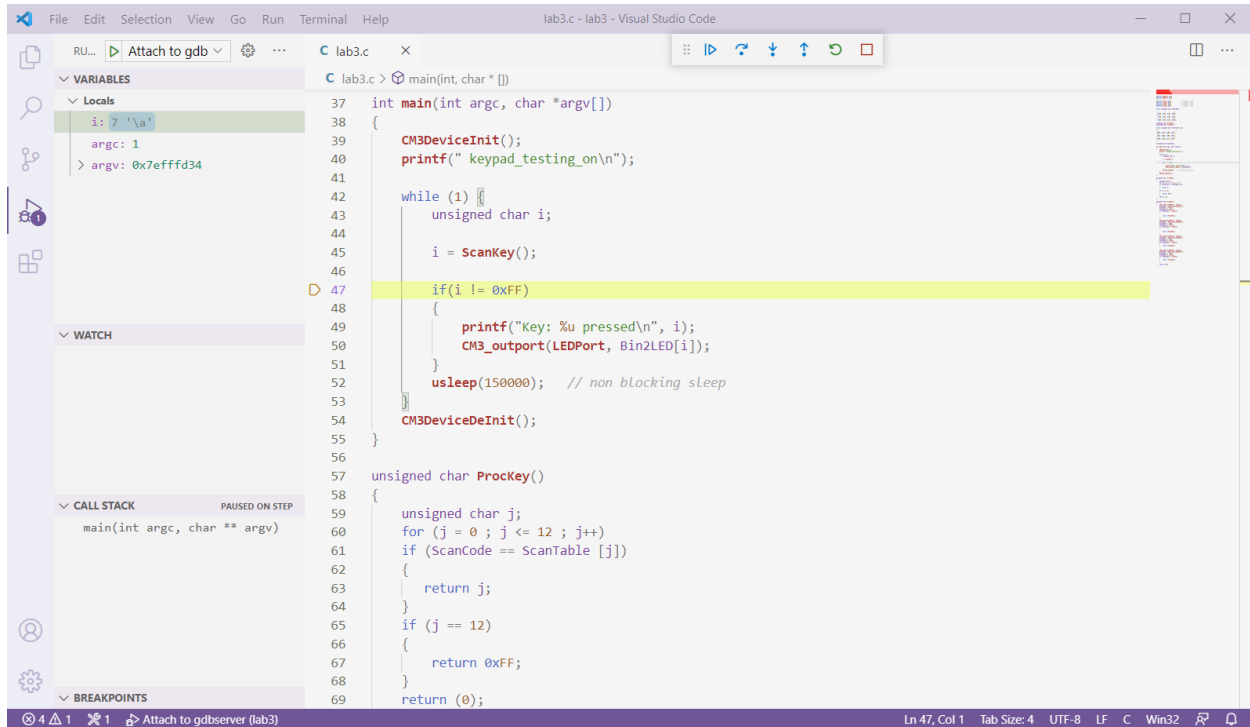 File Edit Selection View Go Run Terminal Help lab3.c - lab3 - Visual Studio Code
RU... Attach to gdb
VARIABLES
Locals
i: 7 '\a'
argc: 1
argv: 0x7efffd34
WATCH
CALL STACK PAUSED ON STEP
main(int argc, char ** argv)
BREAKPOINTS
1
C lab3.c
C lab3.c > main(int, char * [])
37 int main(int argc, char *argv[])
38 {
39 CM3DeviceInit();
40 printf(" keypad_testing_on\n");
41
42 while (1) {
43 unsigned char i;
44
45 i = ScanKey();
46
47 if(i != 0xFF)
48 {
49 printf("Key: %u pressed\n", i);
50 CM3_outport(LEDPort, Bin2LED[i]);
51 }
52 usleep(150000); // non blocking sleep
53 }
54 CM3DeviceDeInit();
55 }
56
57 unsigned char ProcKey()
58 {
59 unsigned char j;
60 for (j = 0 ; j <= 12 ; j++)
61 if (ScanCode == ScanTable [j])
62 {
63 return j;
64 }
65 if (j == 12)
66 {
67 return 0xFF;
68 }
69 return (0);
4 1 1 Attach to gdbserver (lab3) Ln 47, Col 1 Tab Size: 4 UTF-8 LF C Win32